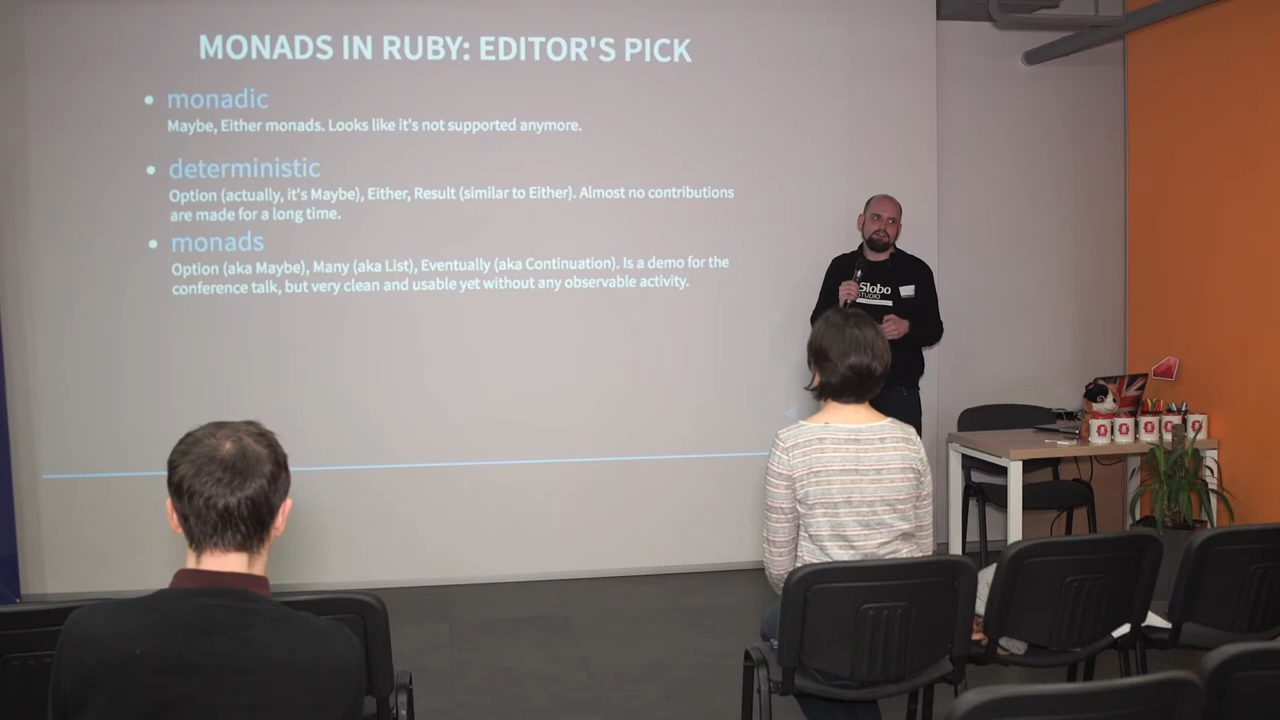 MONADS IN RUBY: EDITOR'S PICK
monadic
Maybe, Either monads. Looks like it's not supported anymore.
deterministic
Option (actually, it's Maybe), Either, Result (similar to Either). Almost no contributions
are made for a long time.
monads
Option (aka Maybe), Many (aka List), Eventually (aka Continuation). Is a demo for the
conference talk, but very clean and usable yet without any observable activity.
Slobo
STUDIO